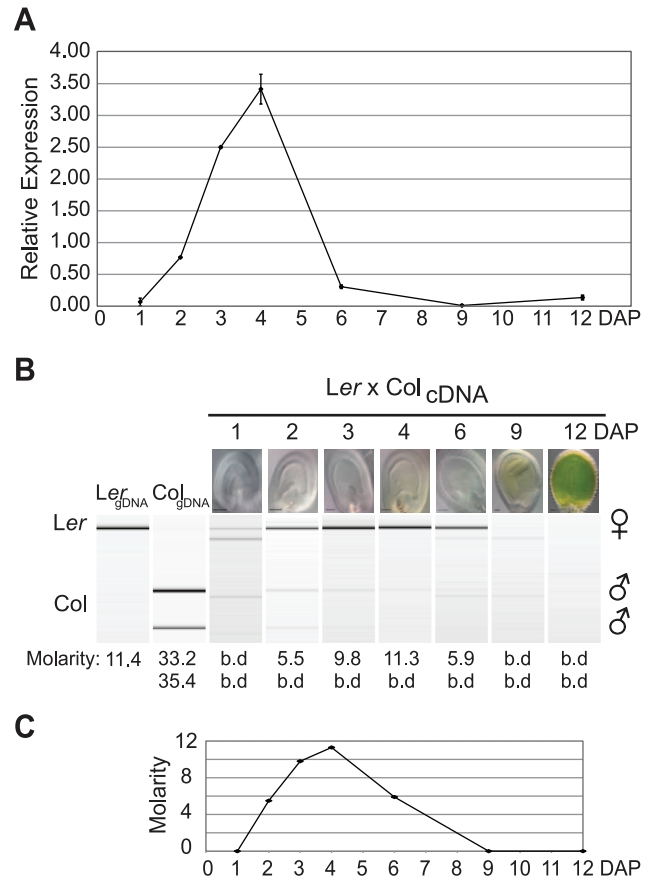 A
4.00
3.50
3.00
2.50
2.00
1.50
1.00
0.50
0.00
Relative Expression
0 1 2 3 4 5 6 7 8 9 10 11 12 DAP
B
Ler x Col cDNA
1 2 3 4 6 9 12 DAP
Ler gDNA Col gDNA
Ler ♀
Col ♂
♂
Molarity: 11.4 33.2 b.d 5.5 9.8 11.3 5.9 b.d b.d
35.4 b.d b.d b.d b.d b.d b.d b.d
C
12
8
4
0
Molarity
0 1 2 3 4 5 6 7 8 9 10 11 12 DAP